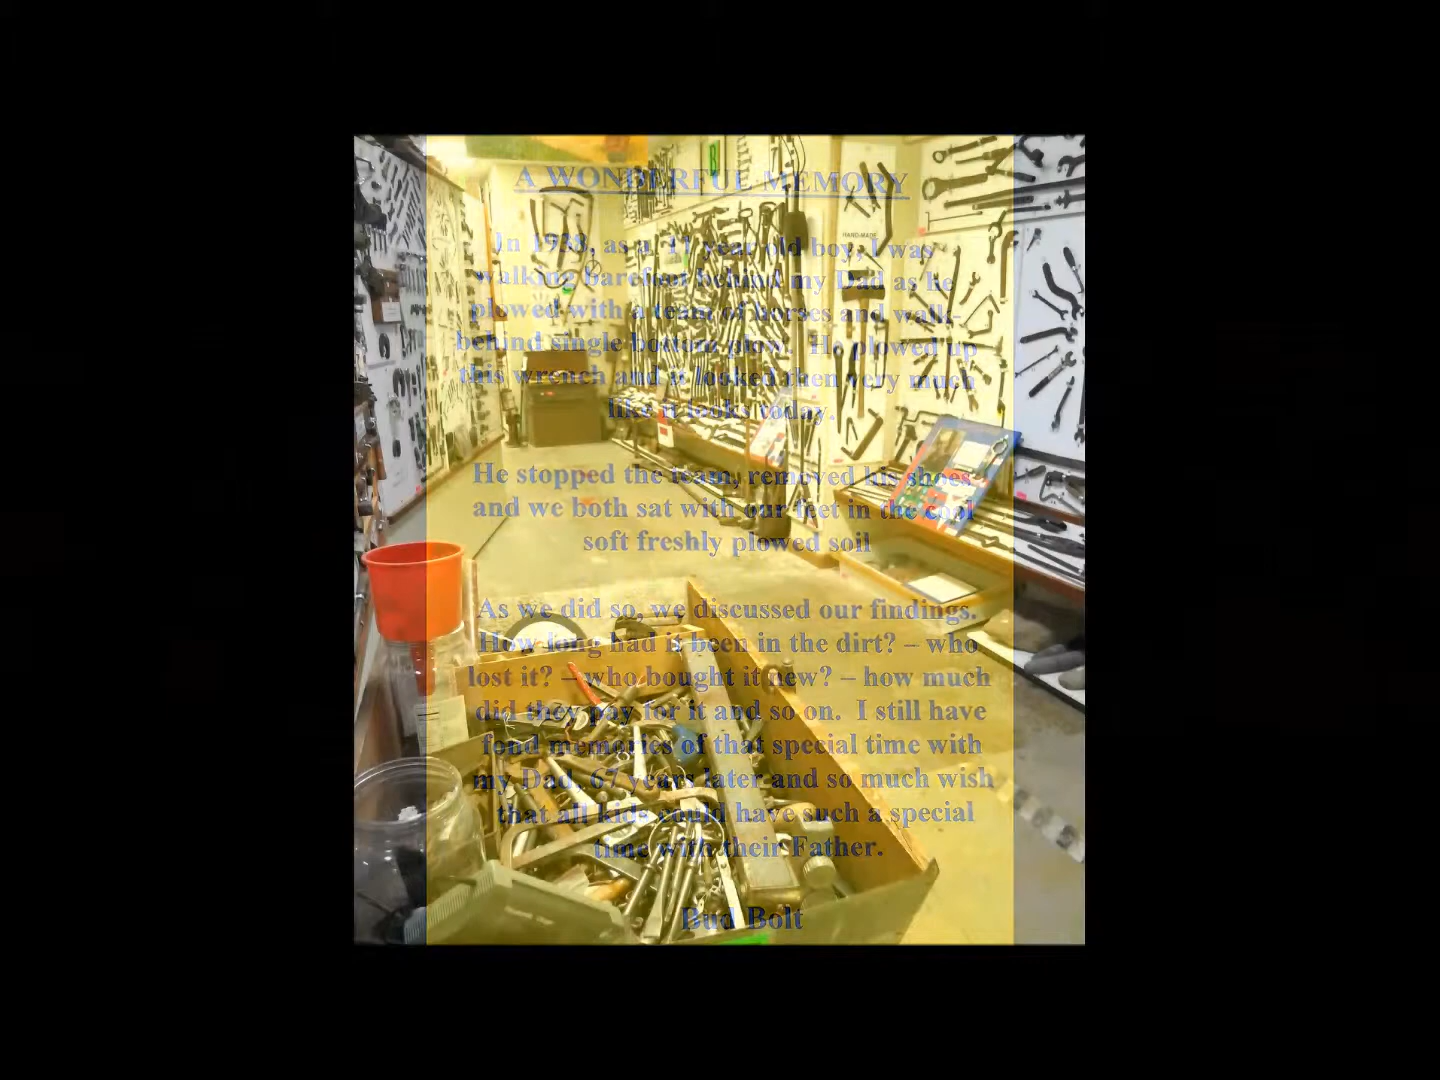 A WONDERFUL MEMORY
In 1938, as a 11 year old boy, I was
walking barefoot behind my Dad as he
plowed with a team of horses and walk-
behind single bottom plow. He plowed up
this wrench and it looked then very much
like it looks today.
He stopped the team, removed his shoes
and we both sat with our feet in the cool
soft freshly plowed soil
As we did so, we discussed our findings.
How long had it been in the dirt? – who
lost it? – who bought it new? – how much
did they pay for it and so on. I still have
fond memories of that special time with
my Dad, 67 years later and so much wish
that all kids could have such a special
time with their Father.
Bud Bolt
HAND-MADE